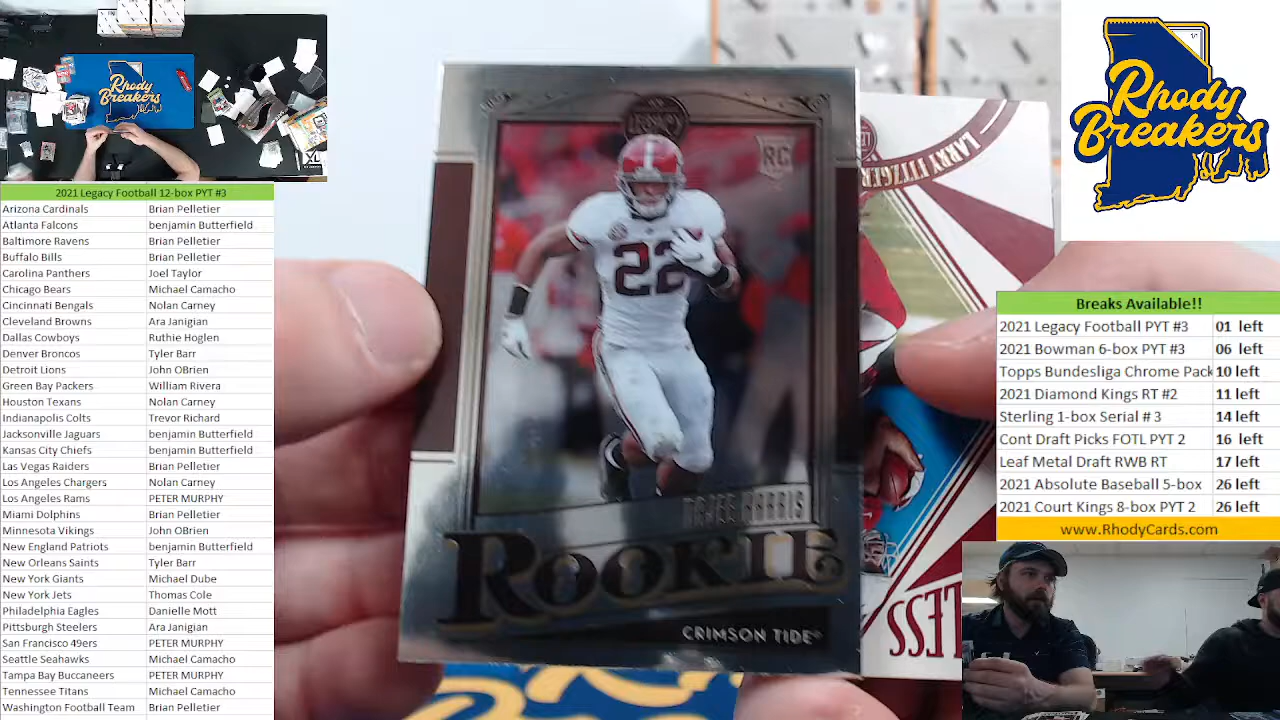 Rhody
Breakers
2021 Legacy Football 12-box PYT #3
Arizona Cardinals Brian Pelletier
Atlanta Falcons benjamin Butterfield
Baltimore Ravens Brian Pelletier
Buffalo Bills Brian Pelletier
Carolina Panthers Joel Taylor
Chicago Bears Michael Camacho
Cincinnati Bengals Nolan Carney
Cleveland Browns Ara Janigian
Dallas Cowboys Ruthie Hoglen
Denver Broncos Tyler Barr
Detroit Lions John OBrien
Green Bay Packers William Rivera
Houston Texans Nolan Carney
Indianapolis Colts Trevor Richard
Jacksonville Jaguars benjamin Butterfield
Kansas City Chiefs benjamin Butterfield
Las Vegas Raiders Brian Pelletier
Los Angeles Chargers Nolan Carney
Los Angeles Rams PETER MURPHY
Miami Dolphins Brian Pelletier
Minnesota Vikings John OBrien
New England Patriots benjamin Butterfield
New Orleans Saints Tyler Barr
New York Giants Michael Dube
New York Jets Thomas Cole
Philadelphia Eagles Danielle Mott
Pittsburgh Steelers Ara Janigian
San Francisco 49ers PETER MURPHY
Seattle Seahawks Michael Camacho
Tampa Bay Buccaneers PETER MURPHY
Tennessee Titans Michael Camacho
Washington Football Team Brian Pelletier
LEGACY
RC
22
NAJEE HARRIS
ROOKIE
CRIMSON TIDE
LARRY FITZGER
Rhody
Breakers
Breaks Available!!
2021 Legacy Football PYT #3 01 left
2021 Bowman 6-box PYT #3 06 left
Topps Bundesliga Chrome Pack 10 left
2021 Diamond Kings RT #2 11 left
Sterling 1-box Serial # 3 14 left
Cont Draft Picks FOTL PYT 2 16 left
Leaf Metal Draft RWB RT 17 left
2021 Absolute Baseball 5-box 26 left
2021 Court Kings 8-box PYT 2 26 left
www.RhodyCards.com